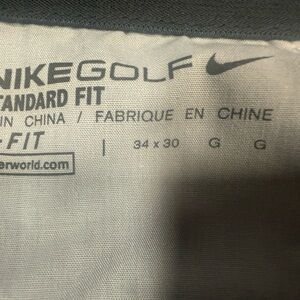 NIKEGOLF
TANDARD FIT
IN CHINA / FABRIQUE EN CHINE
-FIT | 34 x 30 G G
erworld.com